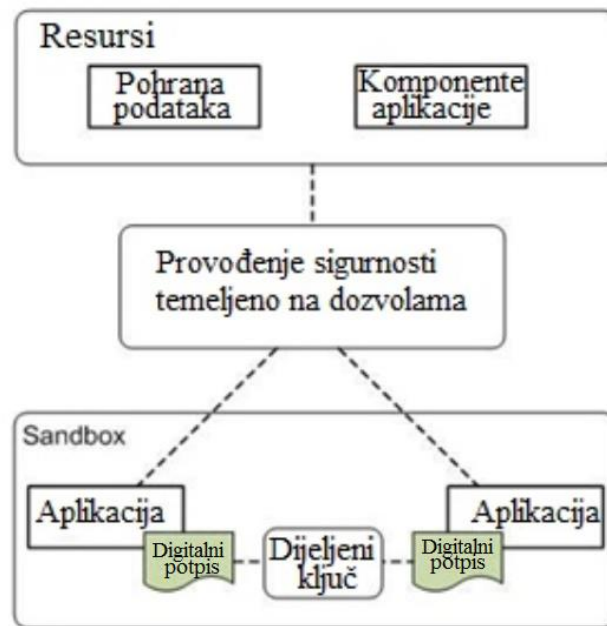 Resursi
Pohrana
podataka
Komponente
aplikacije
Provođenje sigurnosti
temeljeno na dozvolama
Sandbox
Aplikacija
Digitalni
potpis
Dijeljeni
ključ
Aplikacija
Digitalni
potpis